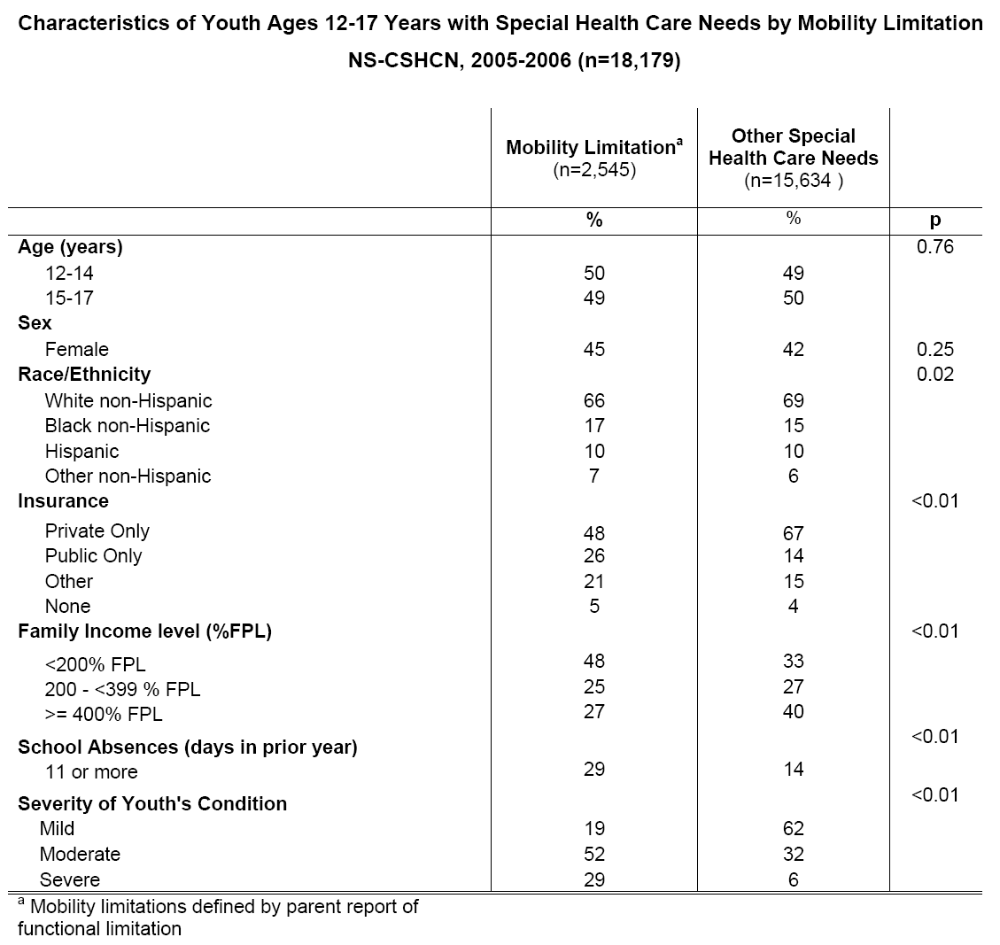 Characteristics of Youth Ages 12-17 Years with Special Health Care Needs by Mobility Limitation
NS-CSHCN, 2005-2006 (n=18,179)
Mobility Limitationa
(n=2,545)
Other Special
Health Care Needs
(n=15,634 )
% % p
Age (years) 0.76
12-14 50 49
15-17 49 50
Sex
Female 45 42 0.25
Race/Ethnicity 0.02
White non-Hispanic 66 69
Black non-Hispanic 17 15
Hispanic 10 10
Other non-Hispanic 7 6
Insurance <0.01
Private Only 48 67
Public Only 26 14
Other 21 15
None 5 4
Family Income level (%FPL) <0.01
<200% FPL 48 33
200 - <399 % FPL 25 27
>= 400% FPL 27 40
School Absences (days in prior year) <0.01
11 or more 29 14
Severity of Youth's Condition <0.01
Mild 19 62
Moderate 52 32
Severe 29 6
a Mobility limitations defined by parent report of
functional limitation